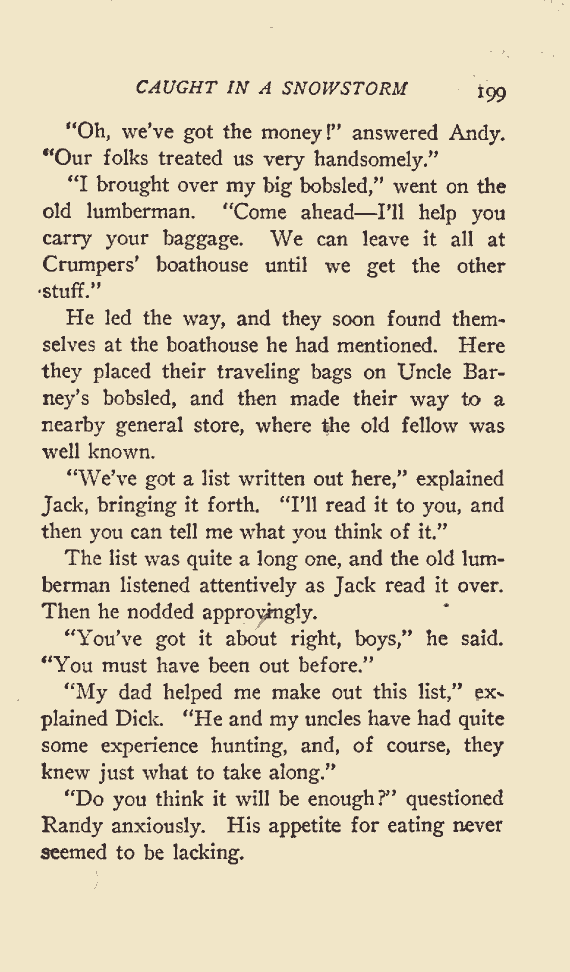 CAUGHT IN A SNOWSTORM 199
"Oh, we've got the money!" answered Andy.
"Our folks treated us very handsomely."
"I brought over my big bobsled," went on the
old lumberman. "Come ahead—I'll help you
carry your baggage. We can leave it all at
Crumpers' boathouse until we get the other
stuff."
He led the way, and they soon found them-
selves at the boathouse he had mentioned. Here
they placed their traveling bags on Uncle Bar-
ney's bobsled, and then made their way to a
nearby general store, where the old fellow was
well known.
"We've got a list written out here," explained
Jack, bringing it forth. "I'll read it to you, and
then you can tell me what you think of it."
The list was quite a long one, and the old lum-
berman listened attentively as Jack read it over.
Then he nodded approvingly.
"You've got it about right, boys," he said.
"You must have been out before."
"My dad helped me make out this list," ex-
plained Dick. "He and my uncles have had quite
some experience hunting, and, of course, they
knew just what to take along."
"Do you think it will be enough?" questioned
Randy anxiously. His appetite for eating never
seemed to be lacking.